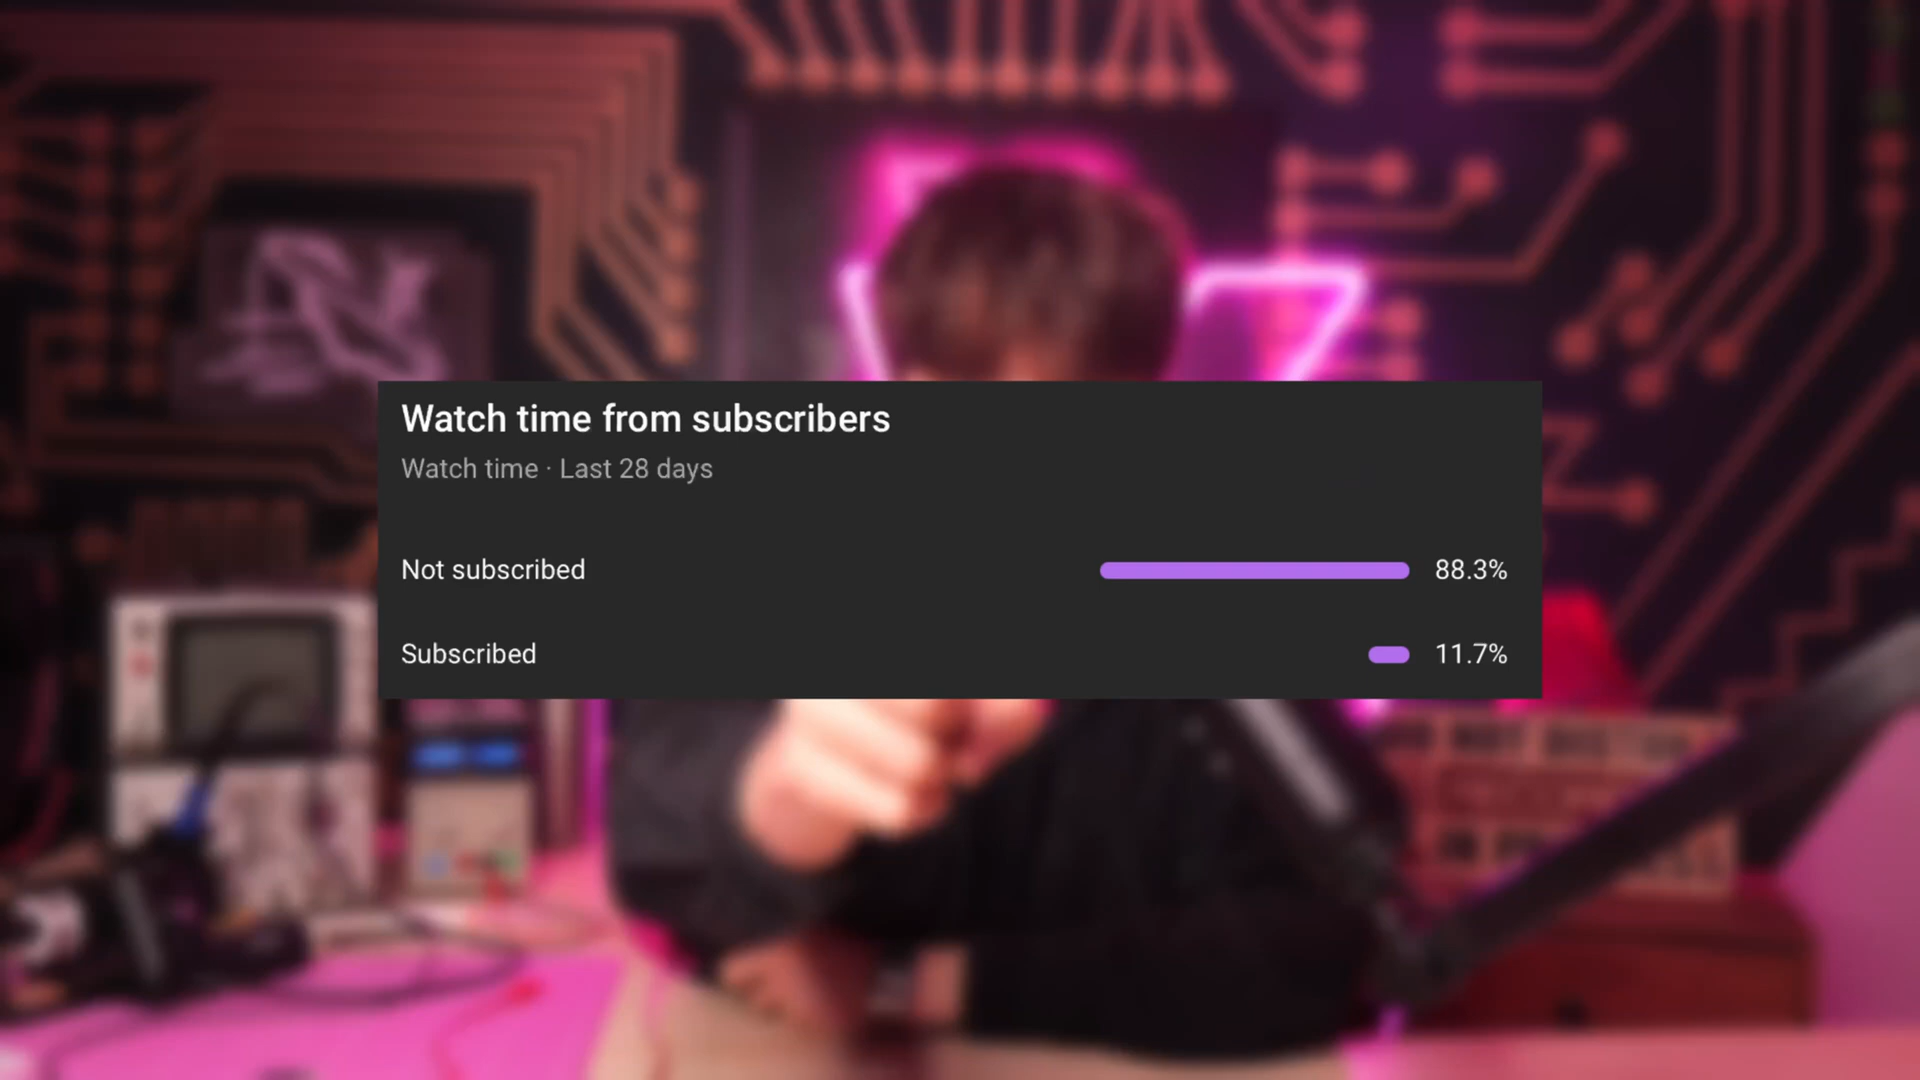 Watch time from subscribers
Watch time · Last 28 days
Not subscribed 88.3%
Subscribed 11.7%